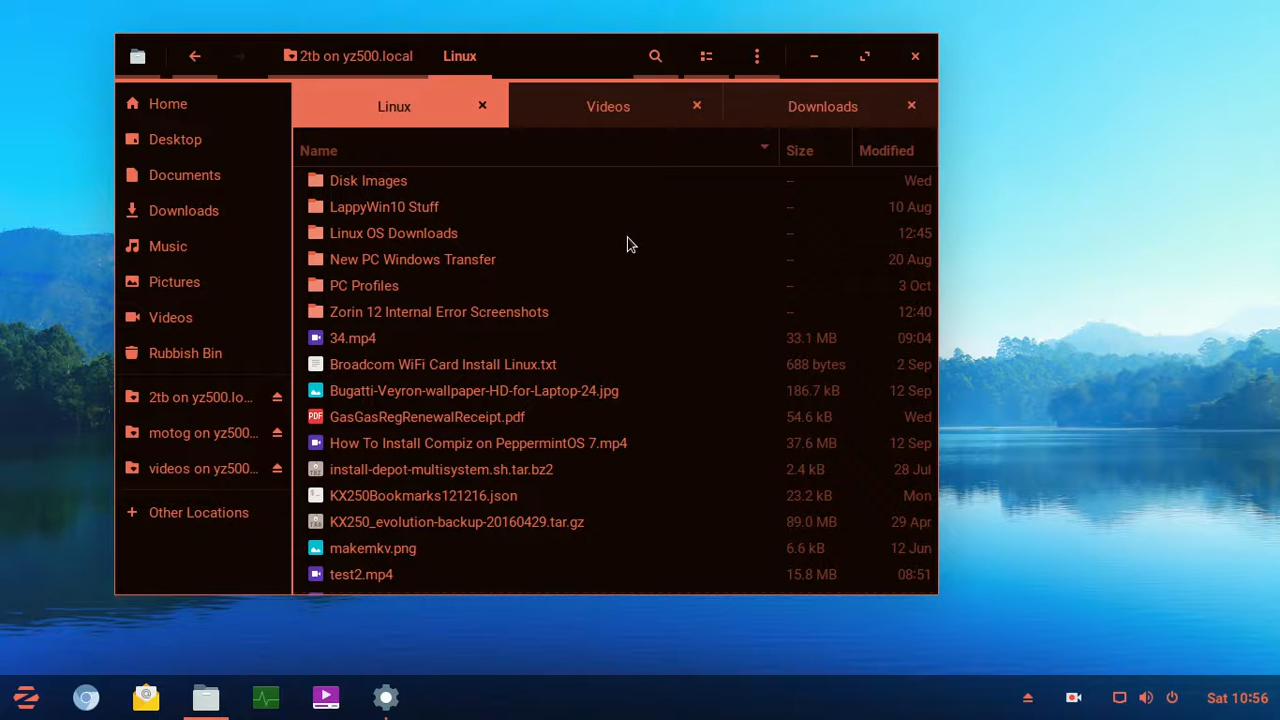 2tb on yz500.local Linux
Home
Desktop
Documents
Downloads
Music
Pictures
Videos
Rubbish Bin
2tb on yz500.lo...
motog on yz500...
videos on yz500...
Other Locations
Linux Videos Downloads
Name Size Modified
Disk Images -- Wed
LappyWin10 Stuff -- 10 Aug
Linux OS Downloads -- 12:45
New PC Windows Transfer -- 20 Aug
PC Profiles -- 3 Oct
Zorin 12 Internal Error Screenshots -- 12:40
34.mp4 33.1 MB 09:04
Broadcom WiFi Card Install Linux.txt 688 bytes 2 Sep
Bugatti-Veyron-wallpaper-HD-for-Laptop-24.jpg 186.7 kB 12 Sep
PDF GasGasRegRenewalReceipt.pdf 54.6 kB Wed
How To Install Compiz on PeppermintOS 7.mp4 37.6 MB 12 Sep
install-depot-multisystem.sh.tar.bz2 2.4 kB 28 Jul
KX250Bookmarks121216.json 23.2 kB Mon
KX250_evolution-backup-20160429.tar.gz 89.0 MB 29 Apr
makemkv.png 6.6 kB 12 Jun
test2.mp4 15.8 MB 08:51
Sat 10:56